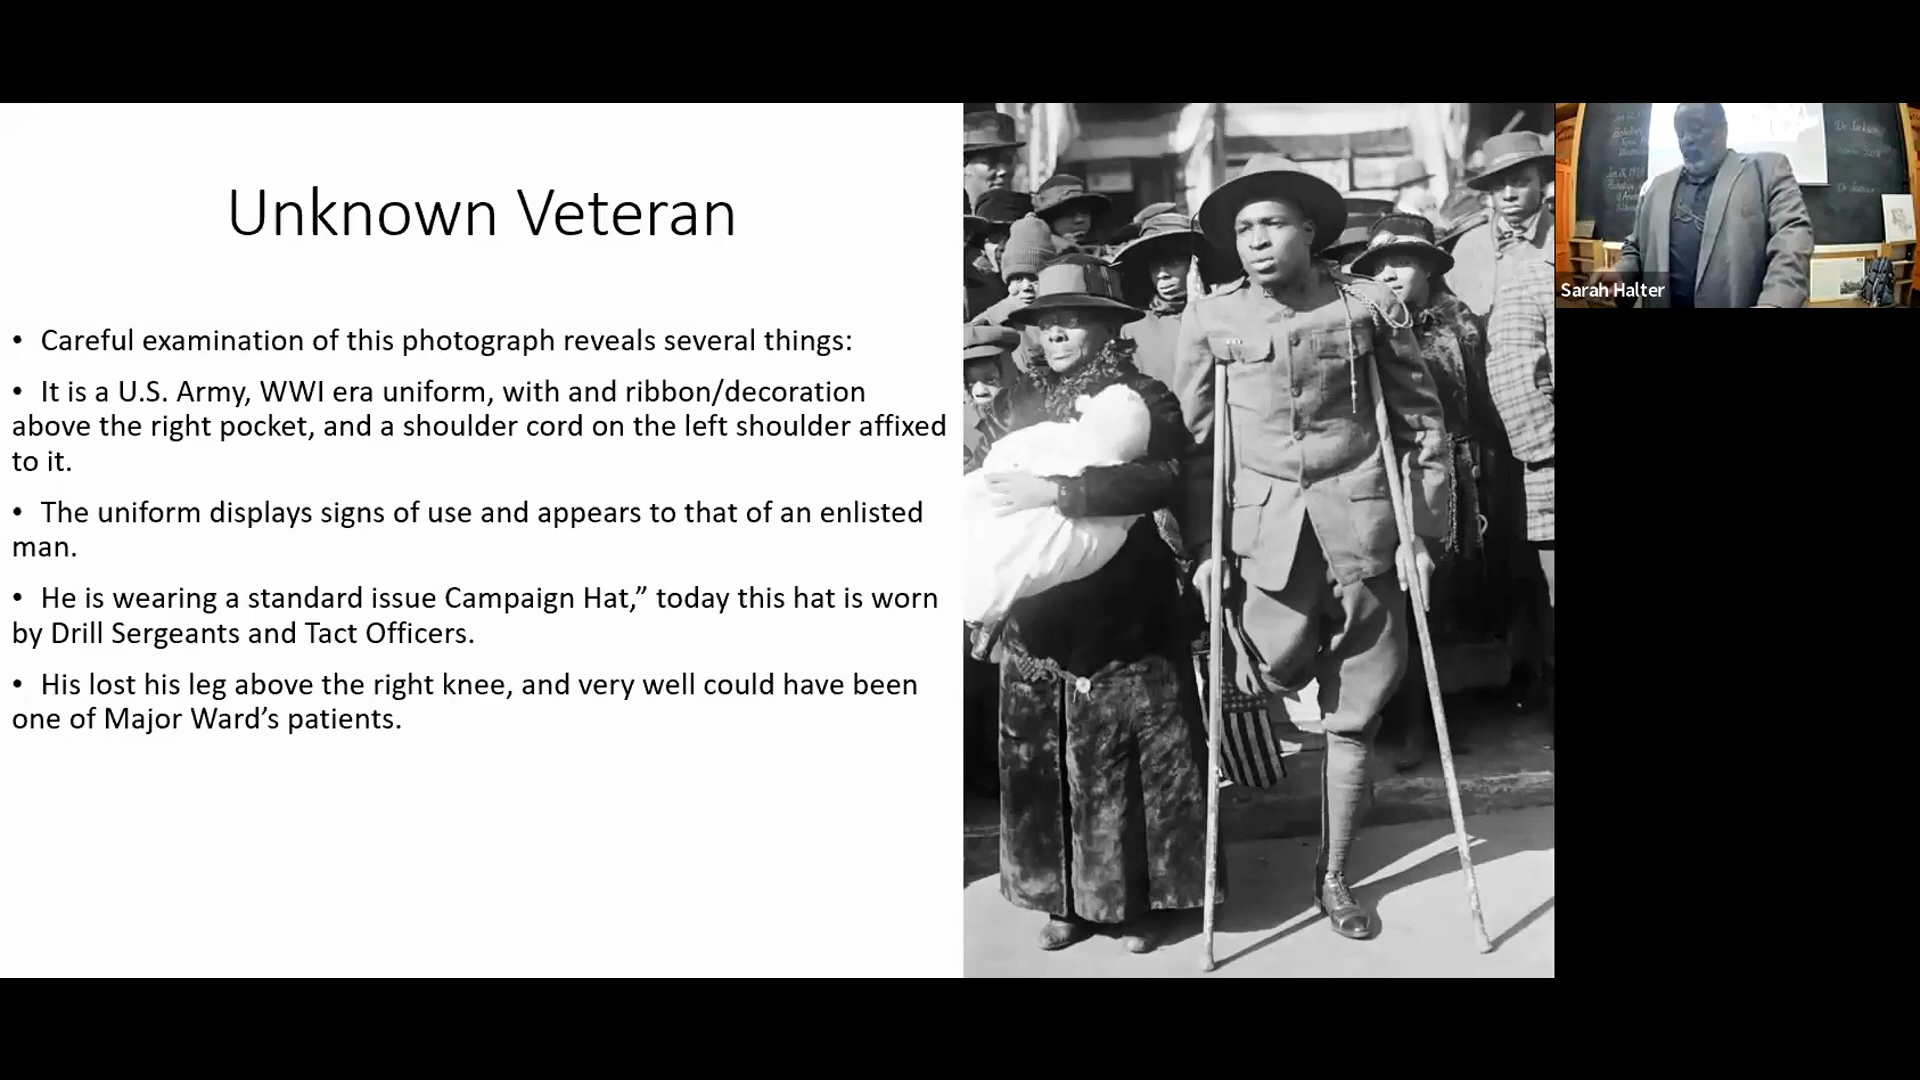 Unknown Veteran
• Careful examination of this photograph reveals several things:
• It is a U.S. Army, WWI era uniform, with and ribbon/decoration
above the right pocket, and a shoulder cord on the left shoulder affixed
to it.
• The uniform displays signs of use and appears to that of an enlisted
man.
• He is wearing a standard issue Campaign Hat,” today this hat is worn
by Drill Sergeants and Tact Officers.
• His lost his leg above the right knee, and very well could have been
one of Major Ward’s patients.
Sarah Halter